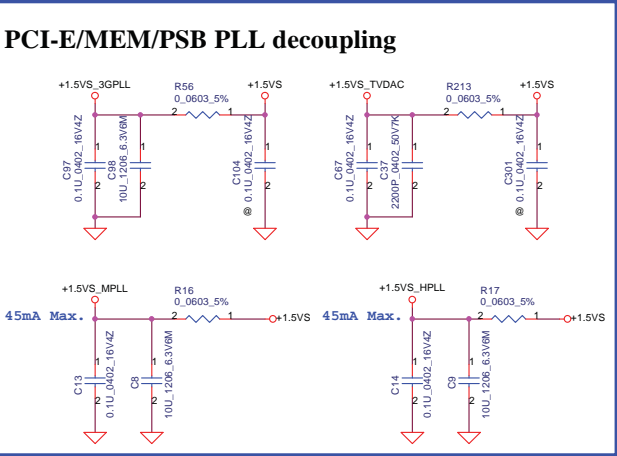 PCI-E/MEM/PSB PLL decoupling
+1.5VS_3GPLL
R56
0_0603_5%
+1.5VS
2
1
1
C97
0.1U_0402_16V4Z
2
1
C98
10U_1206_6.3V6M
2
1
C104
0.1U_0402_16V4Z
2
@
+1.5VS_TVDAC
R213
0_0603_5%
+1.5VS
2
1
1
C67
0.1U_0402_16V4Z
2
1
C37
2200P_0402_50V7K
2
1
C301
0.1U_0402_16V4Z
2
@
+1.5VS_MPLL
R16
0_0603_5%
45mA Max.
2
1
+1.5VS
1
C13
0.1U_0402_16V4Z
2
1
C8
10U_1206_6.3V6M
2
+1.5VS_HPLL
R17
0_0603_5%
45mA Max.
2
1
+1.5VS
1
C14
0.1U_0402_16V4Z
2
1
C9
10U_1206_6.3V6M
2